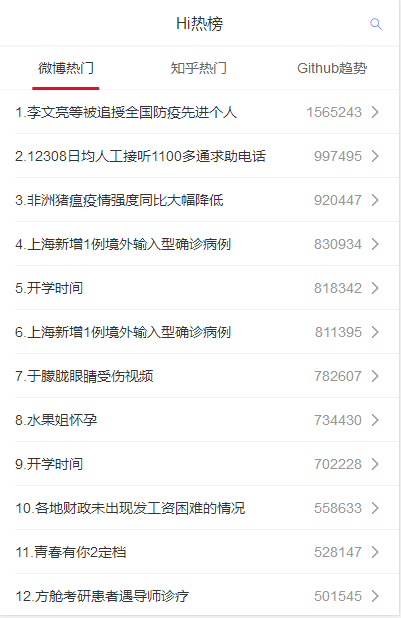 Hi热榜
微博热门 知乎热门 Github趋势
1.李文亮等被追授全国防疫先进个人 1565243
2.12308日均人工接听1100多通求助电话 997495
3.非洲猪瘟疫情强度同比大幅降低 920447
4.上海新增1例境外输入型确诊病例 830934
5.开学时间 818342
6.上海新增1例境外输入型确诊病例 811395
7.于朦胧眼睛受伤视频 782607
8.水果姐怀孕 734430
9.开学时间 702228
10.各地财政未出现发工资困难的情况 558633
11.青春有你2定档 528147
12.方舱考研患者遇导师诊疗 501545